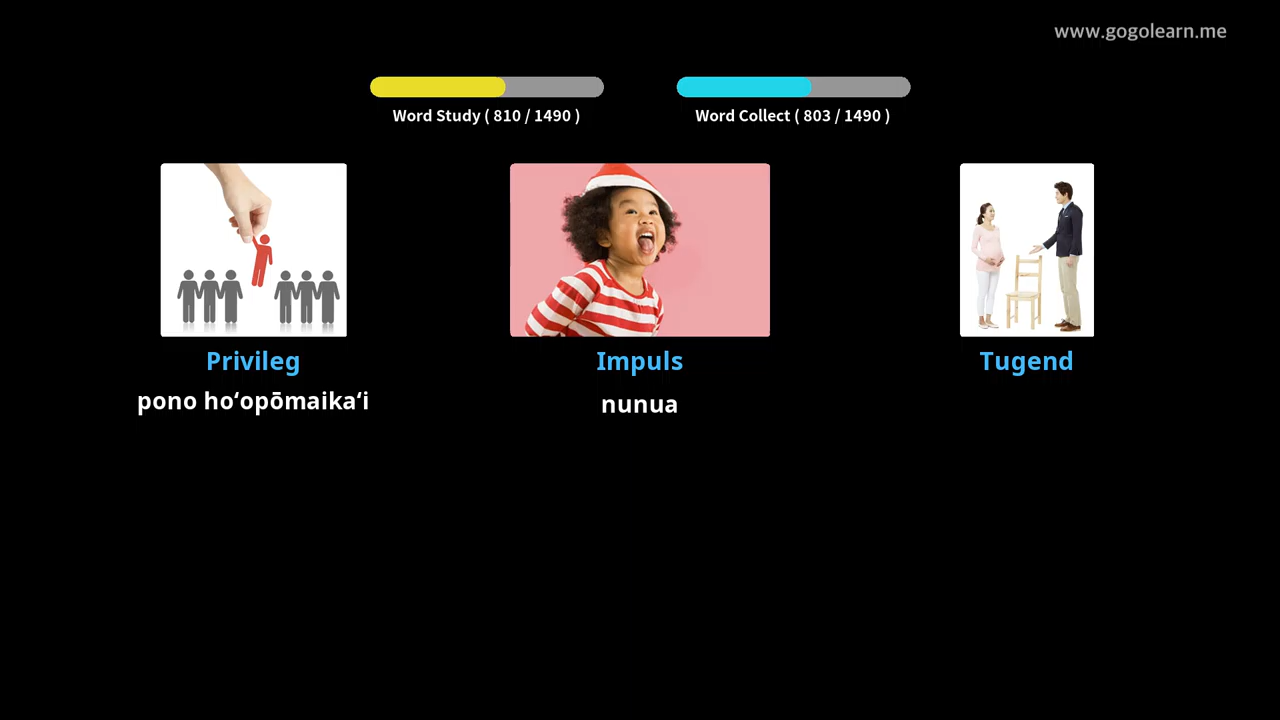 www.gogolearn.me
Word Study ( 810 / 1490 )
Word Collect ( 803 / 1490 )
Privileg
Impuls
Tugend
pono hoʻopōmaikaʻi
nunua